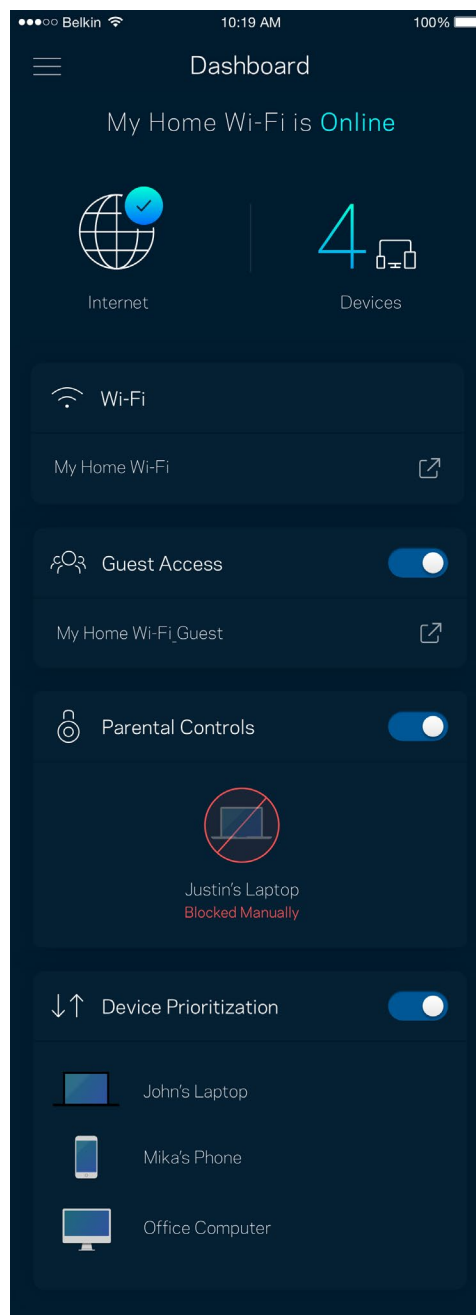 Belkin 10:19 AM 100%
Dashboard
My Home Wi-Fi is Online
4
Internet Devices
Wi-Fi
My Home Wi-Fi
Guest Access
My Home Wi-Fi_Guest
Parental Controls
Justin's Laptop
Blocked Manually
Device Prioritization
John's Laptop
Mika's Phone
Office Computer